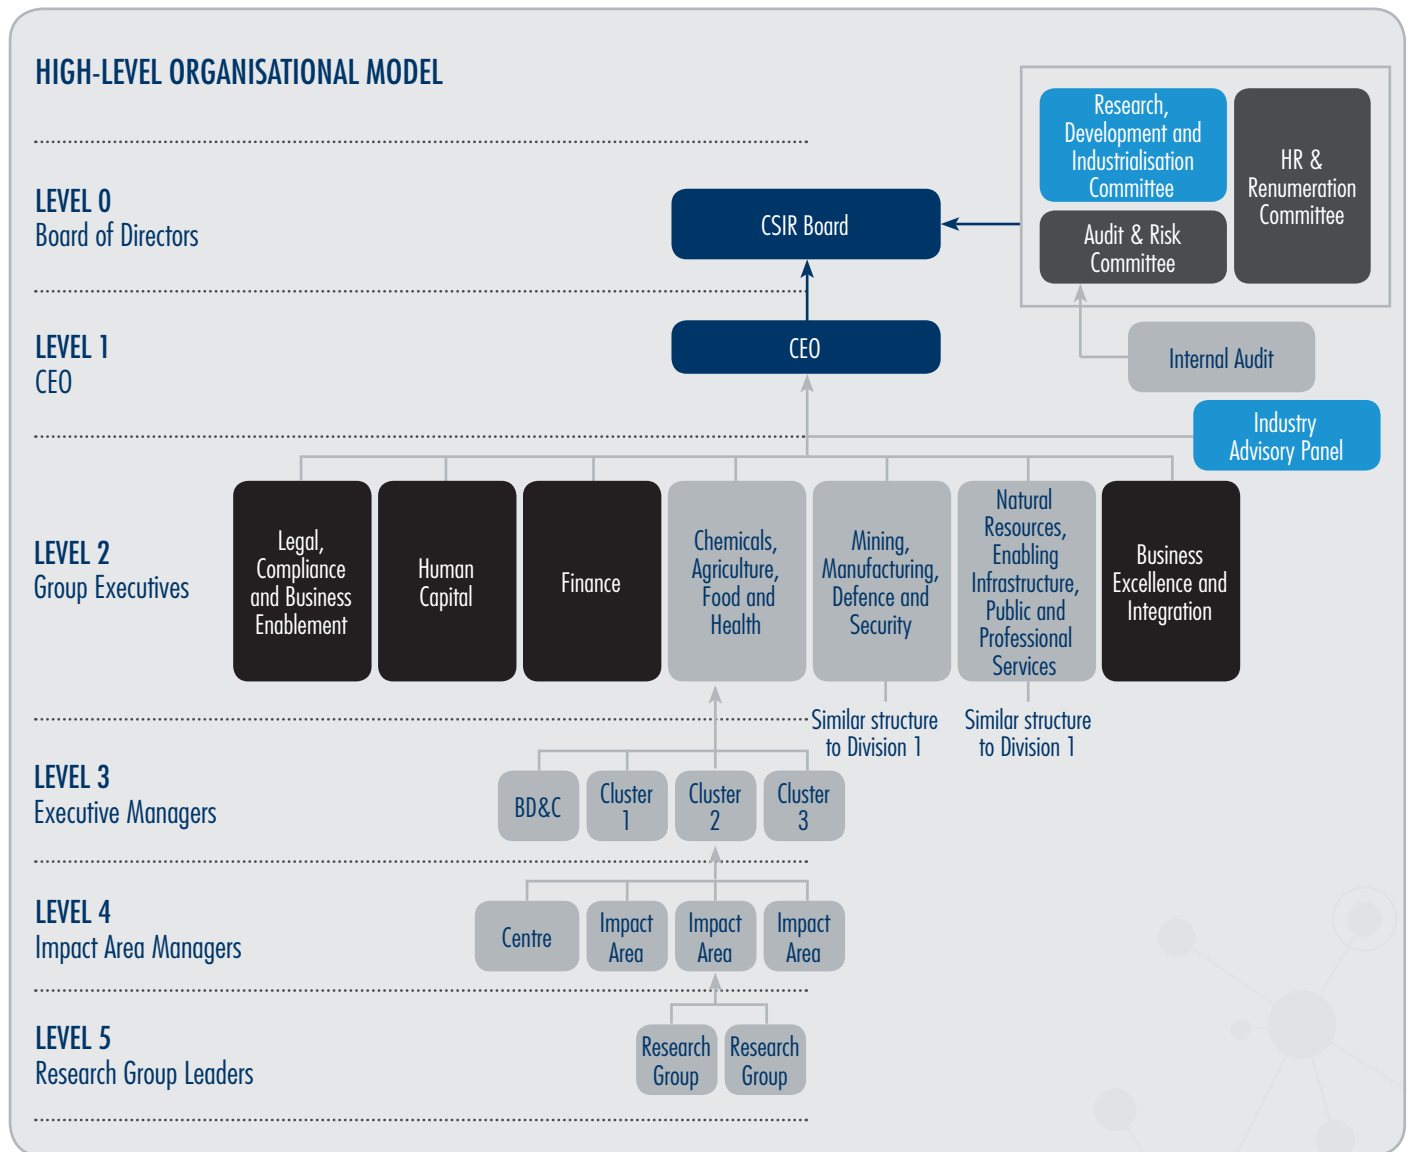 HIGH-LEVEL ORGANISATIONAL MODEL
Research,
Development and
Industrialisation
Committee
HR &
Renumeration
Committee
Audit & Risk
Committee
LEVEL 0
Board of Directors
CSIR Board
LEVEL 1
CEO
CEO
Internal Audit
Industry
Advisory Panel
LEVEL 2
Group Executives
Legal,
Compliance
and Business
Enablement
Human
Capital
Finance
Chemicals,
Agriculture,
Food and
Health
Mining,
Manufacturing,
Defence and
Security
Natural
Resources,
Enabling
Infrastructure,
Public and
Professional
Services
Business
Excellence and
Integration
Similar structure
to Division 1
Similar structure
to Division 1
LEVEL 3
Executive Managers
BD&C
Cluster
1
Cluster
2
Cluster
3
LEVEL 4
Impact Area Managers
Centre
Impact
Area
Impact
Area
Impact
Area
LEVEL 5
Research Group Leaders
Research
Group
Research
Group